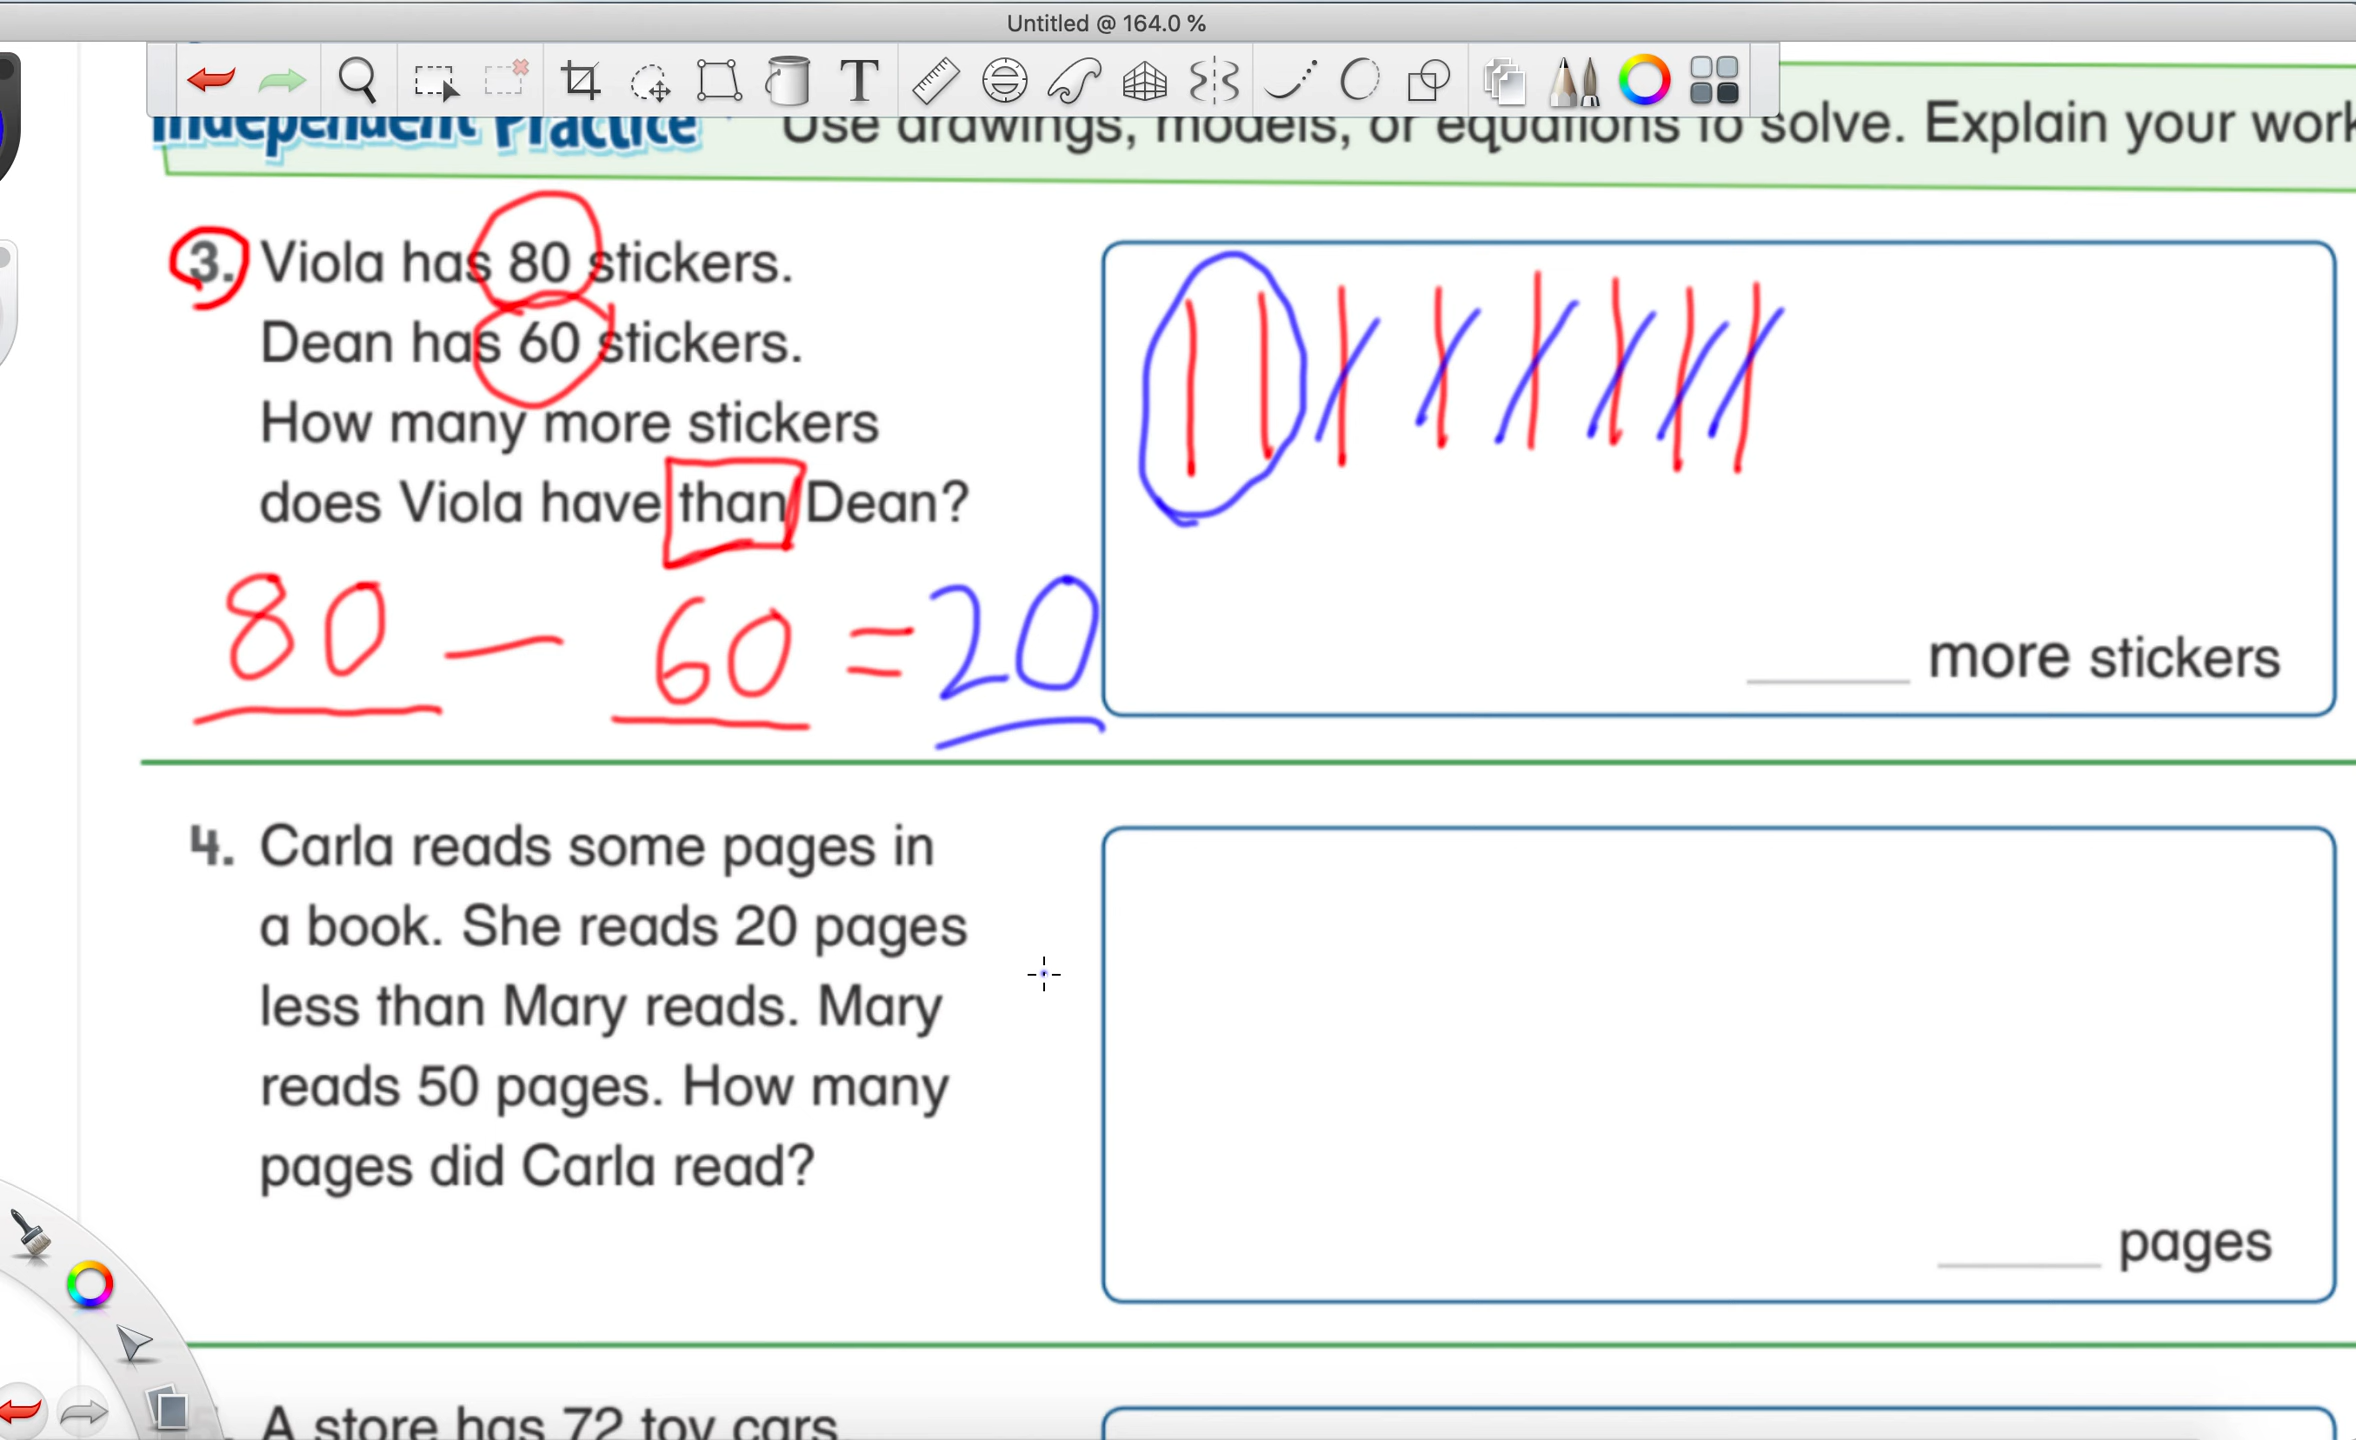 Untitled @ 164.0 %
Independent Practice Use drawings, models, or equations to solve. Explain your work
3. Viola has 80 stickers.
Dean has 60 stickers.
How many more stickers
does Viola have than Dean?
80 - 60 = 20
more stickers
4. Carla reads some pages in
a book. She reads 20 pages
less than Mary reads. Mary
reads 50 pages. How many
pages did Carla read?
pages
A store has 72 toy cars.